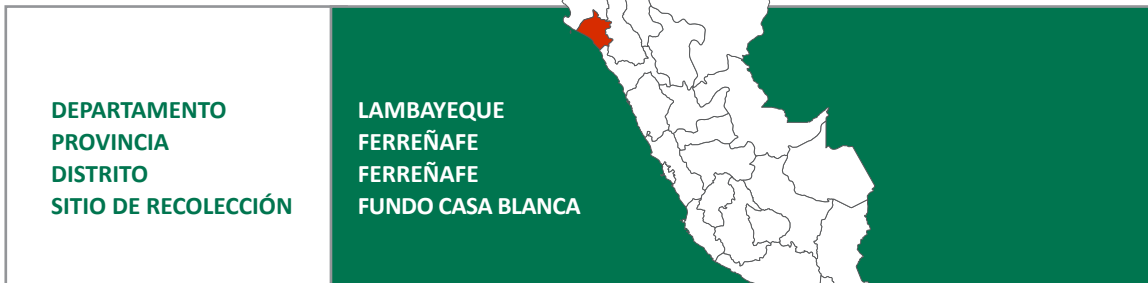 DEPARTAMENTO LAMBAYEQUE
PROVINCIA FERREÑAFE
DISTRITO FERREÑAFE
SITIO DE RECOLECCIÓN FUNDO CASA BLANCA